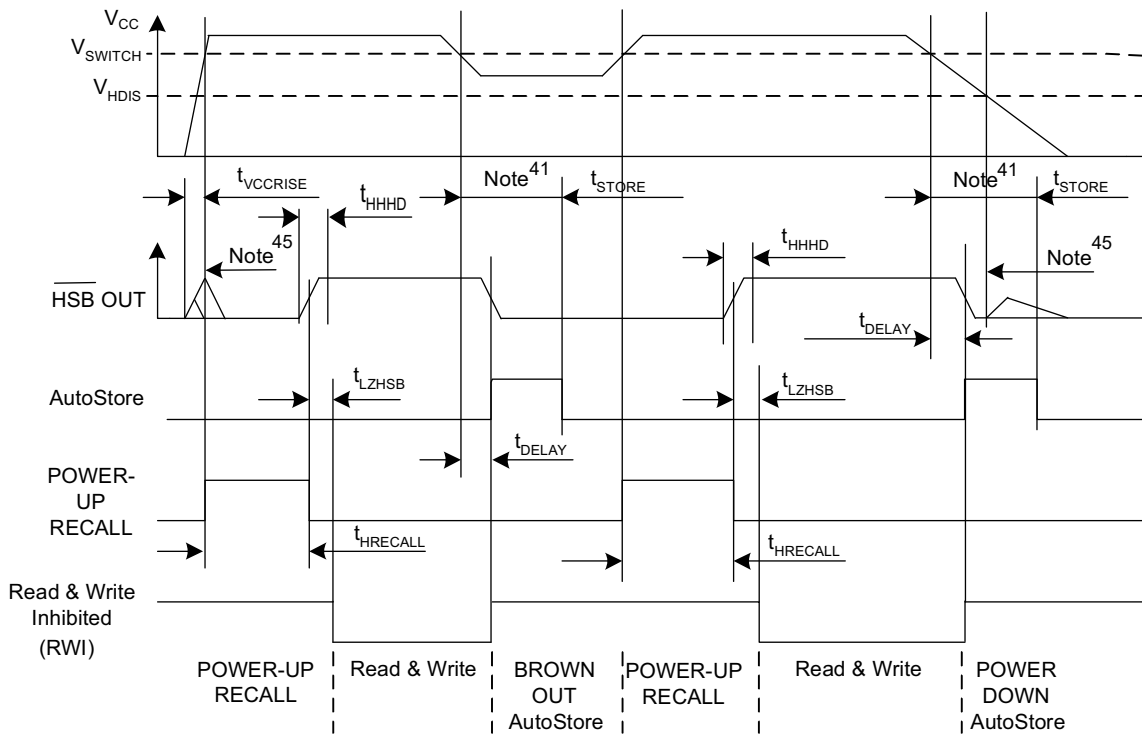 VCC
VSWITCH
VHDIS
tVCCRISE
Note41
tSTORE
Note41
tSTORE
tHHHD
tHHHD
Note45
Note45
HSB OUT
tDELAY
tLZHSB
tLZHSB
AutoStore
tDELAY
POWER-
UP
RECALL
tHRECALL
tHRECALL
Read & Write
Inhibited
(RWI)
POWER-UP
RECALL
Read & Write
BROWN
OUT
AutoStore
POWER-UP
RECALL
Read & Write
POWER
DOWN
AutoStore